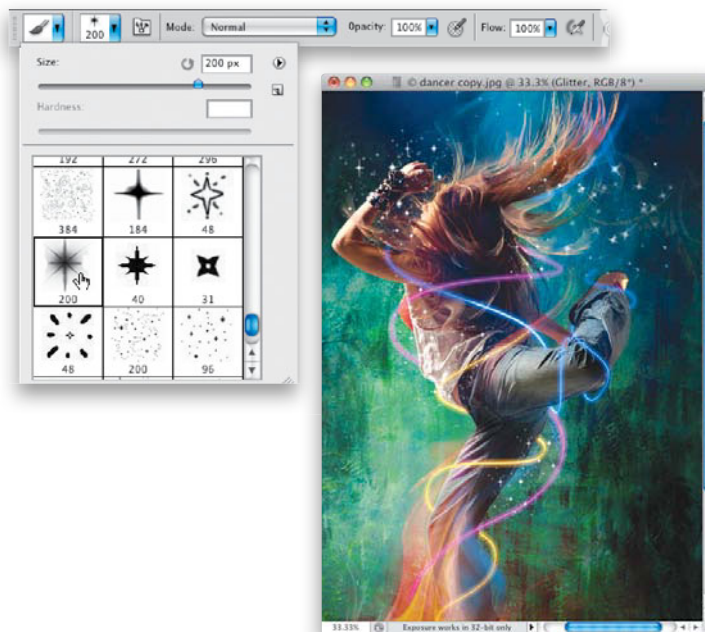 200 Mode: Normal Opacity: 100% Flow: 100%
Size: 200 px
Hardness:
192 272 296
384 184 48
200 40 31
48 200 96
© dancer copy.jpg @ 33.3% (Glitter, RGB/8*) *
33.33% Exposure works in 32-bit only